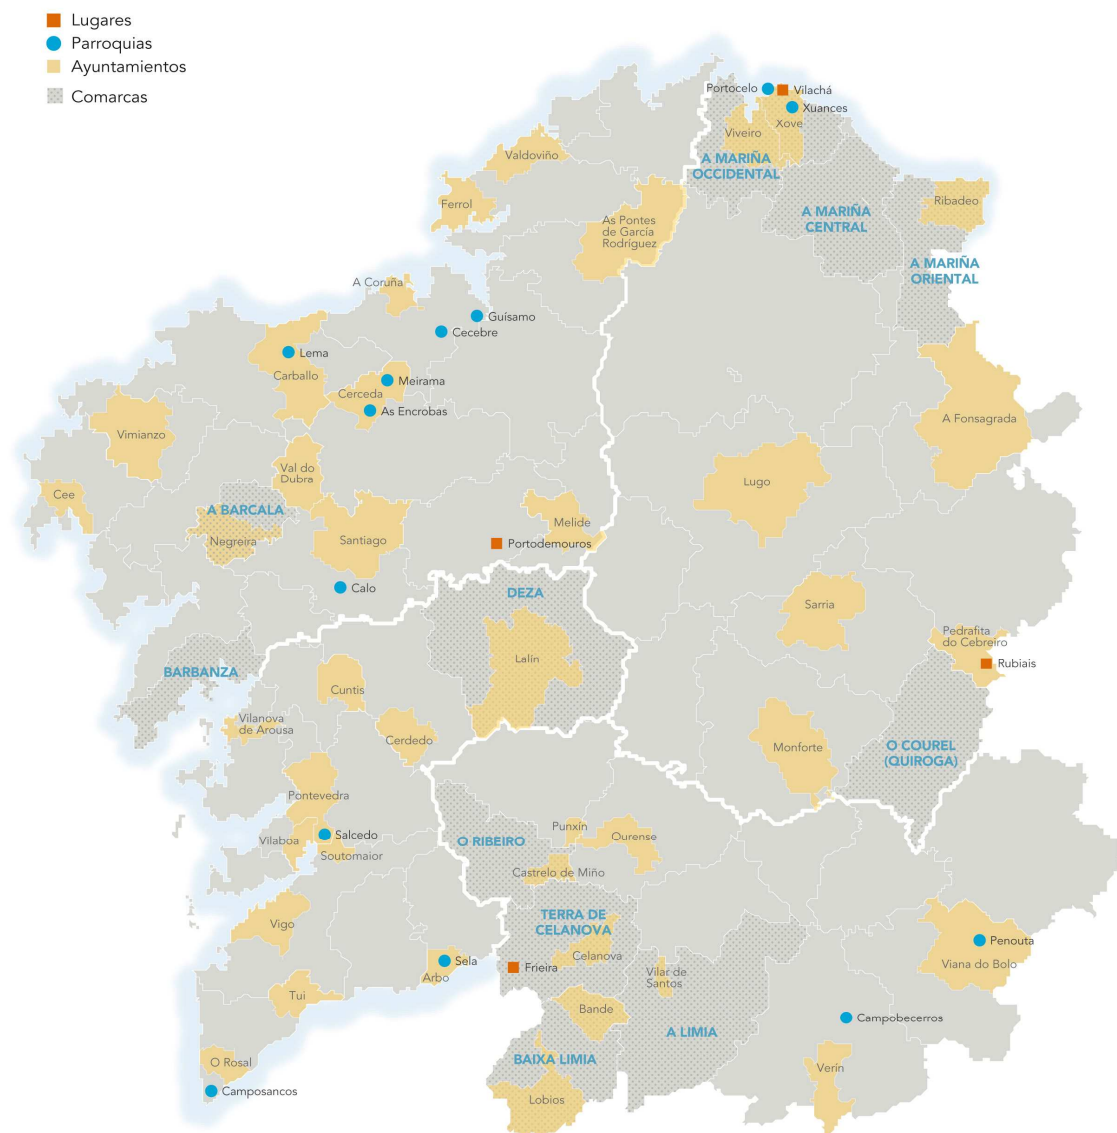 Lugares
Parroquias
Ayuntamientos
Comarcas
Portocelo
Vilachá
Xuances
Xove
Viveiro
A MARIÑA
OCCIDENTAL
Valdoviño
Ferrol
As Pontes
de García
Rodríguez
A MARIÑA
CENTRAL
Ribadeo
A MARIÑA
ORIENTAL
A Coruña
Guísamo
Cecebre
Lema
Carballo
Meirama
Cerceda
As Encrobas
A Fonsagrada
Vimianzo
Val do
Dubra
Lugo
Cee
A BARCALA
Negreira
Santiago
Melide
Portodemouros
Calo
DEZA
Sarria
Pedrafita
do Cebreiro
Rubiais
Lalín
BARBANZA
Cuntis
Vilanova
de Arousa
Cerdedo
Monforte
O COUREL
(QUIROGA)
Pontevedra
Salcedo
Vilaboa
Soutomaior
O RIBEIRO
Punxín
Ourense
Castrelo de Miño
Vigo
TERRA DE
CELANOVA
Celanova
Penouta
Viana do Bolo
Sela
Arbo
Frieira
Vilar de
Santos
Tui
Bande
Campobecerros
A LIMIA
BAIXA LIMIA
O Rosal
Verín
Camposancos
Lobios